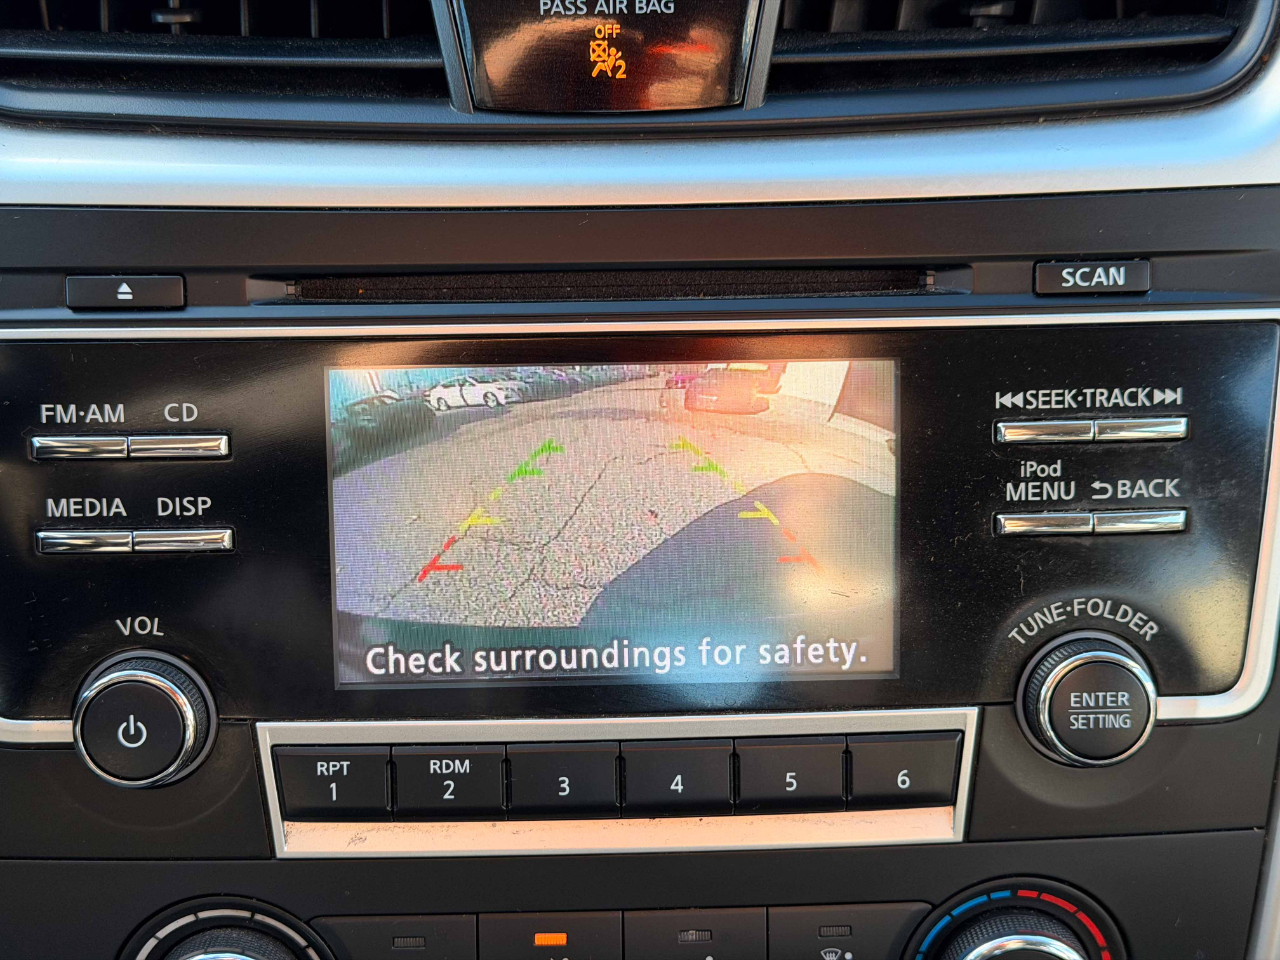 PASS AIR BAG
OFF
2
SCAN
FM·AM CD
SEEK·TRACK
iPod
MENU BACK
MEDIA DISP
VOL
TUNE·FOLDER
Check surroundings for safety.
ENTER
SETTING
RPT
1
RDM
2
3
4
5
6